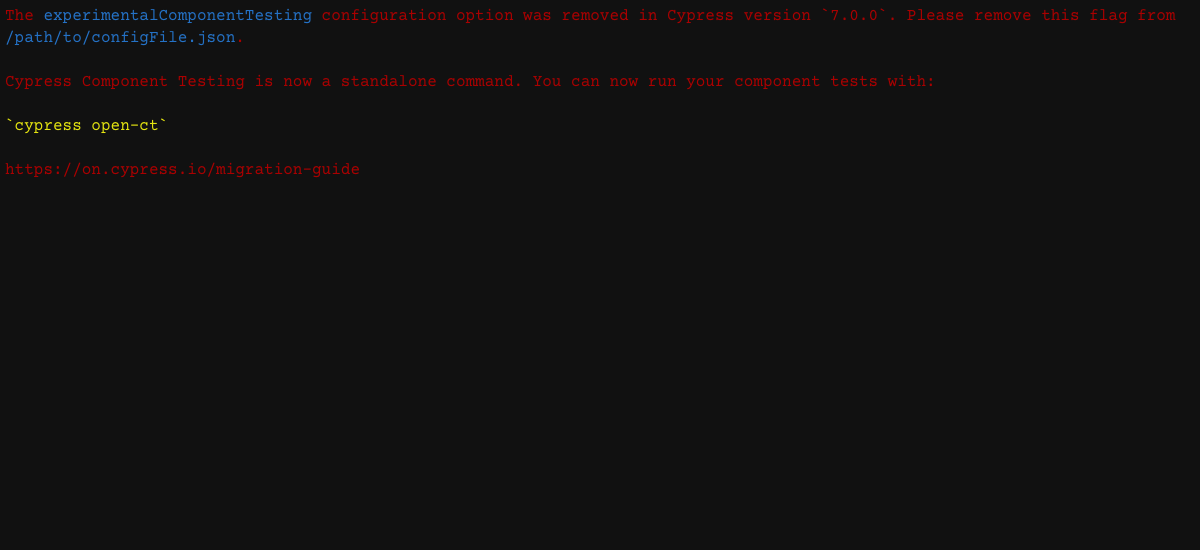 The experimentalComponentTesting configuration option was removed in Cypress version `7.0.0`. Please remove this flag from
/path/to/configFile.json.
Cypress Component Testing is now a standalone command. You can now run your component tests with:
`cypress open-ct`
https://on.cypress.io/migration-guide